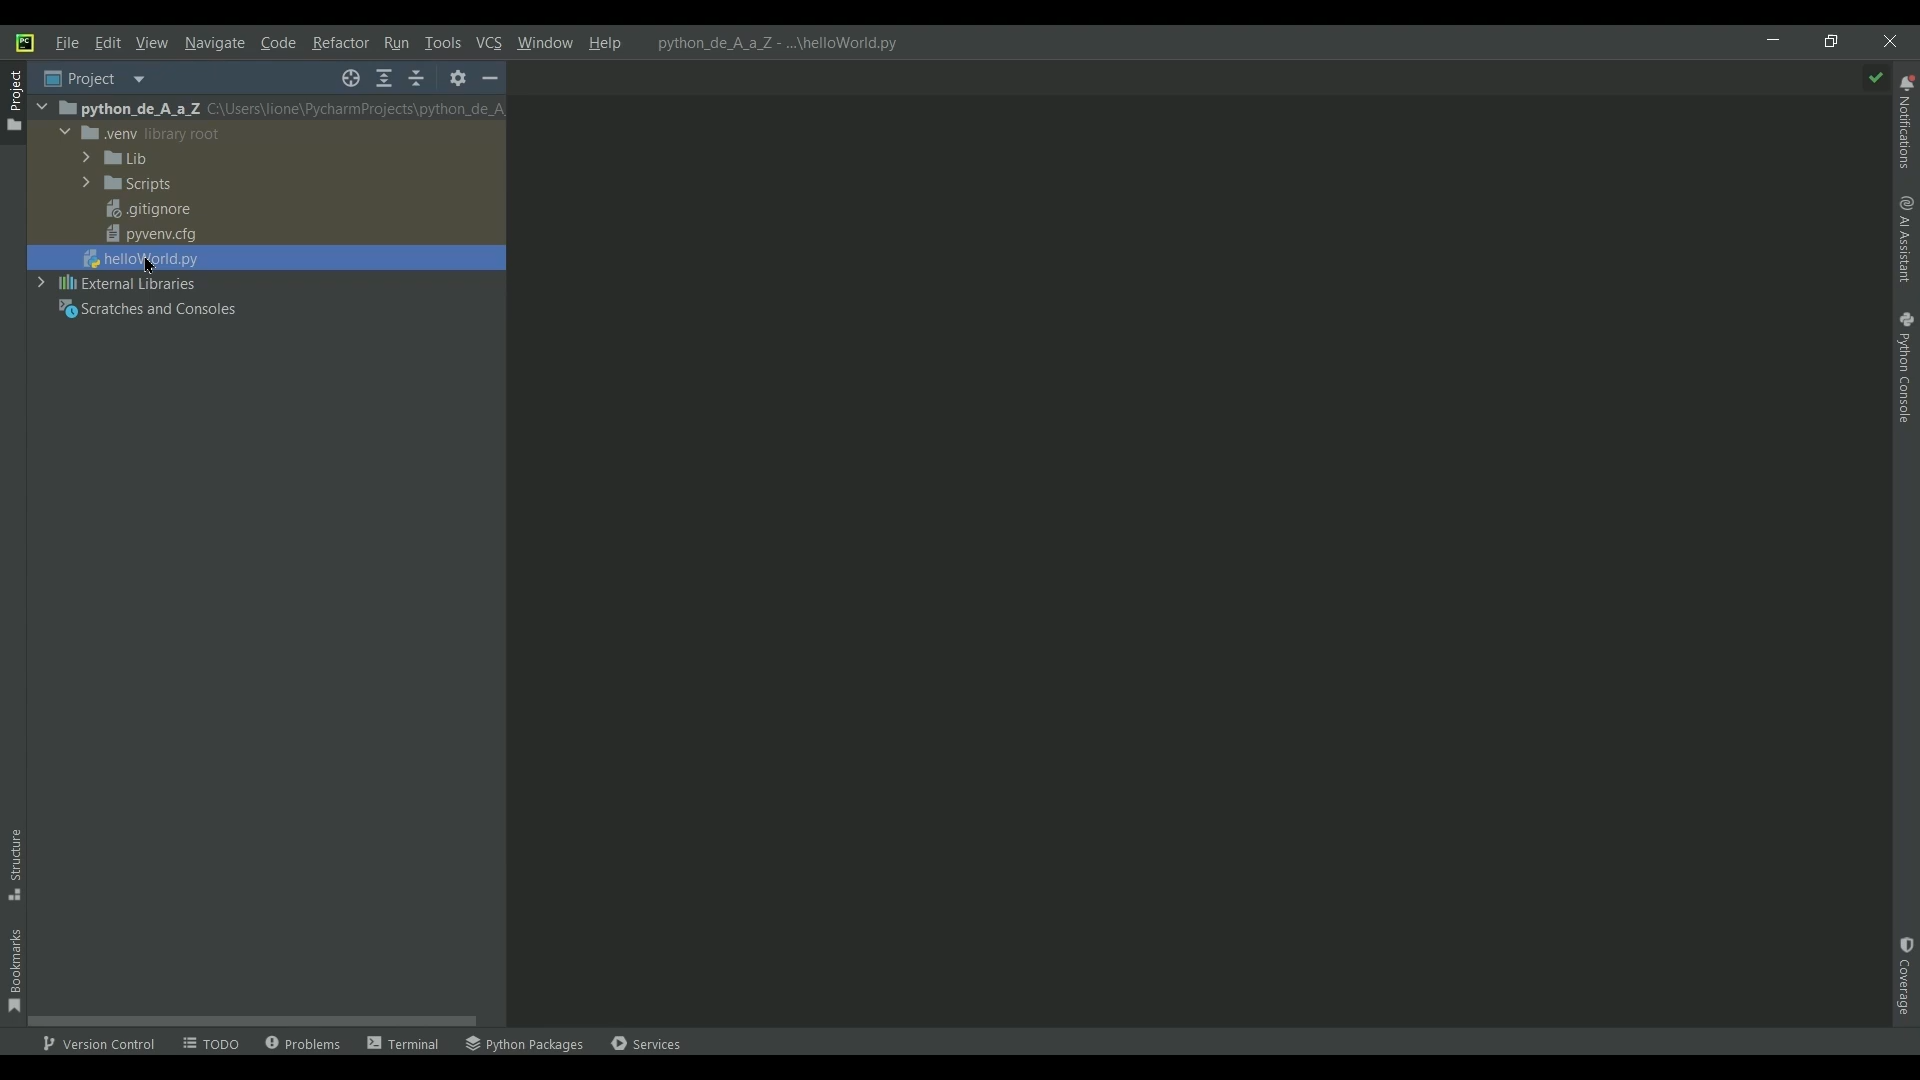 PC File Edit View Navigate Code Refactor Run Tools VCS Window Help python_de_A_a_Z - ...\helloWorld.py
Project
Project
python_de_A_a_Z C:\Users\lione\PycharmProjects\python_de_A
.venv library root
Lib
Scripts
.gitignore
pyvenv.cfg
helloWorld.py
External Libraries
Scratches and Consoles
Structure
Bookmarks
Notifications
AI Assistant
Python Console
Coverage
Version Control TODO Problems Terminal Python Packages Services